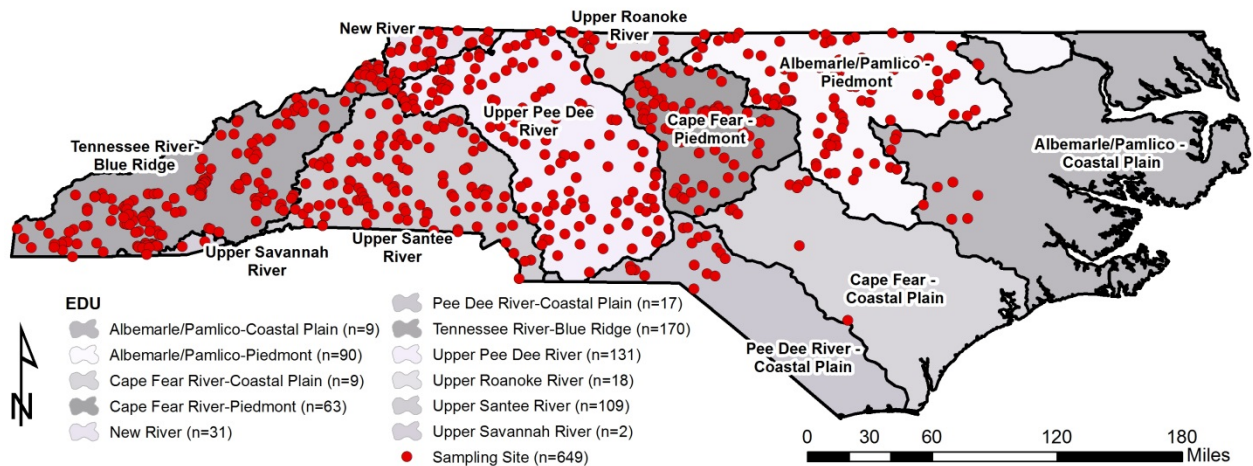 New River
Upper Roanoke
River
Albemarle/Pamlico -
Piedmont
Upper Pee Dee
River
Cape Fear -
Piedmont
Tennessee River-
Blue Ridge
Albemarle/Pamlico -
Coastal Plain
Upper Savannah
River
Upper Santee
River
Cape Fear -
Coastal Plain
Pee Dee River -
Coastal Plain
EDU
Albemarle/Pamlico-Coastal Plain (n=9)
Albemarle/Pamlico-Piedmont (n=90)
Cape Fear River-Coastal Plain (n=9)
Cape Fear River-Piedmont (n=63)
New River (n=31)
Pee Dee River-Coastal Plain (n=17)
Tennessee River-Blue Ridge (n=170)
Upper Pee Dee River (n=131)
Upper Roanoke River (n=18)
Upper Santee River (n=109)
Upper Savannah River (n=2)
Sampling Site (n=649)
N
0 30 60 120 180
Miles